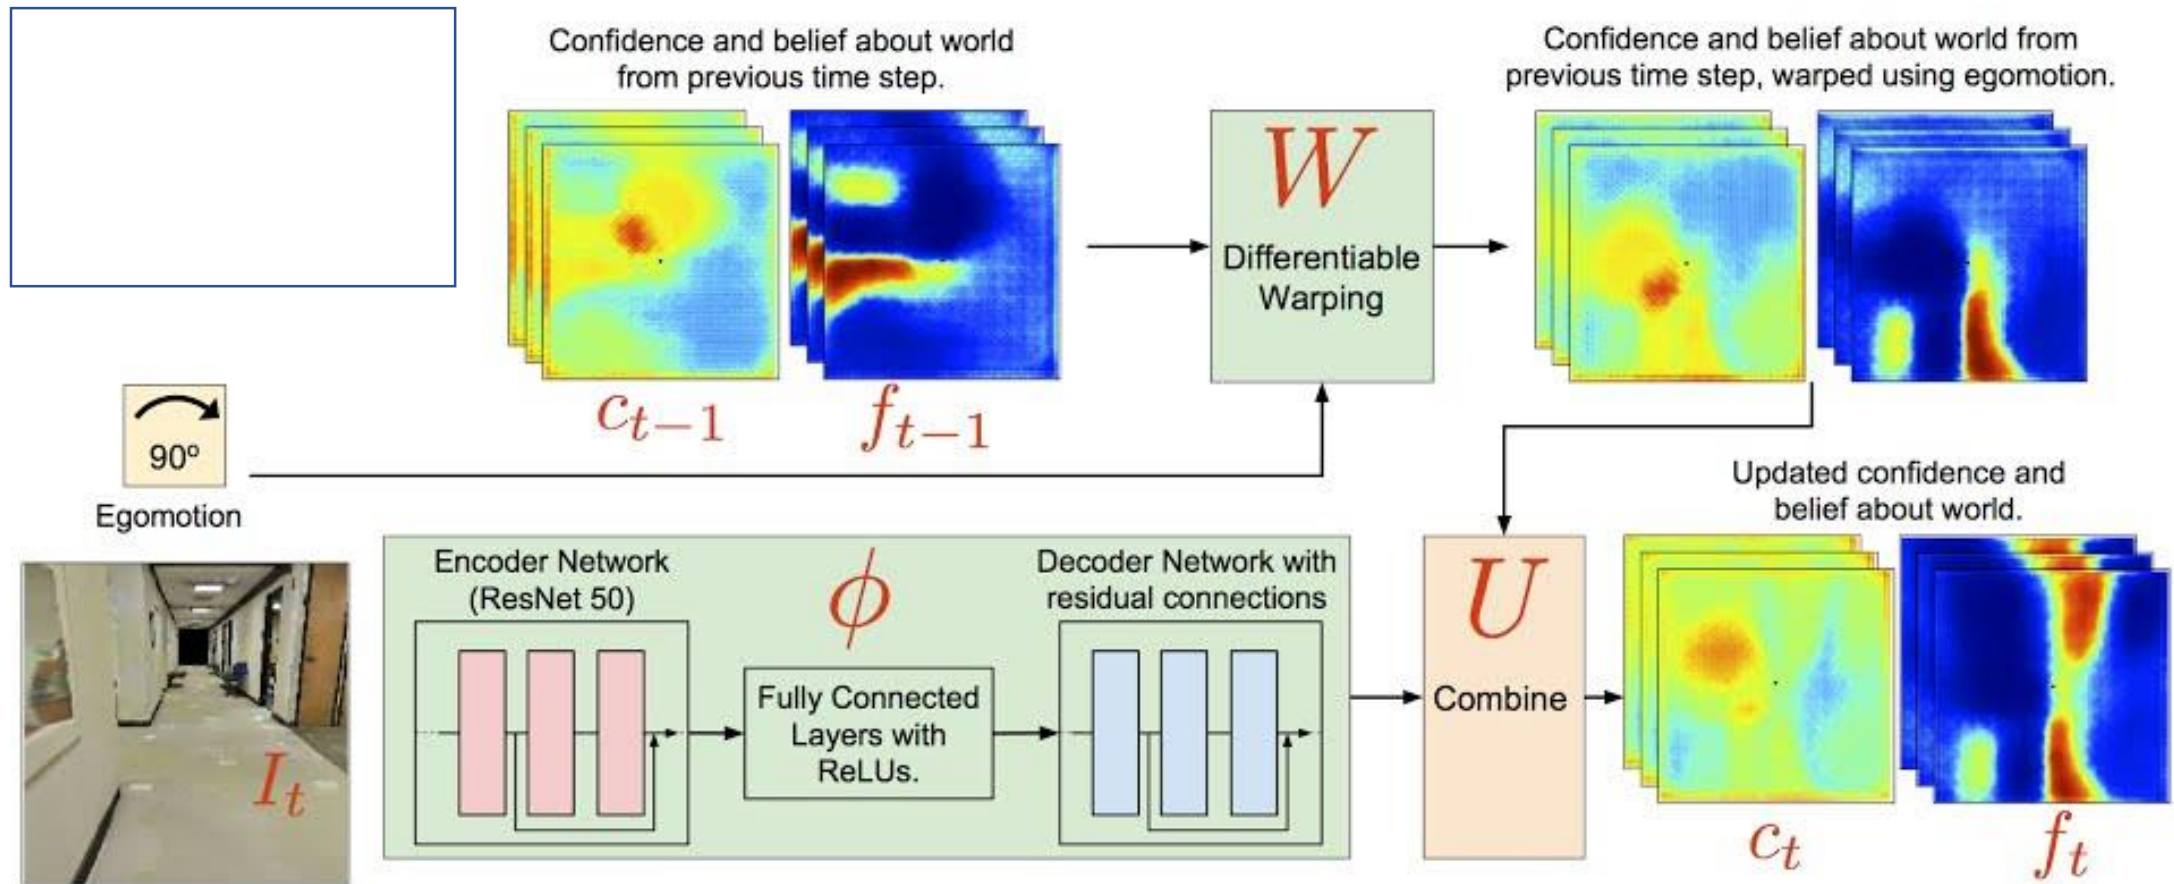 Confidence and belief about world
from previous time step.
Confidence and belief about world from
previous time step, warped using egomotion.
W
Differentiable
Warping
c_{t-1}
f_{t-1}
90º
Egomotion
Updated confidence and
belief about world.
Encoder Network
(ResNet 50)
ϕ
Decoder Network with
residual connections
U
Fully Connected
Layers with
ReLUs.
Combine
I_t
c_t
f_t